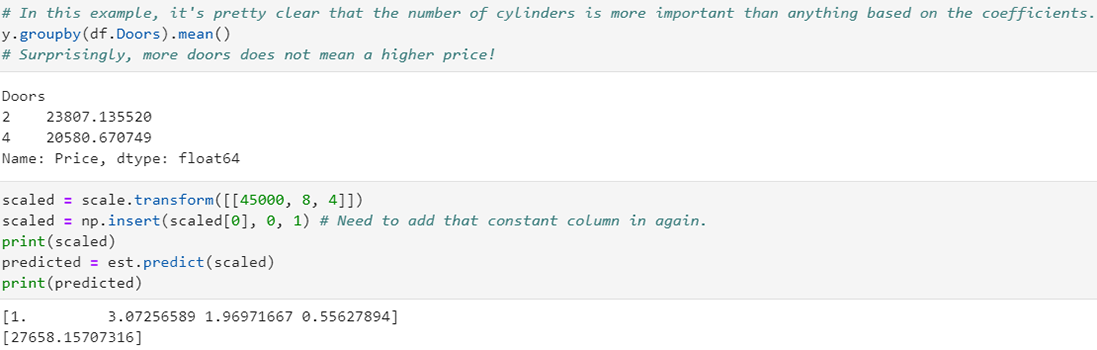 # In this example, it's pretty clear that the number of cylinders is more important than anything based on the coefficients.
y.groupby(df.Doors).mean()
# Surprisingly, more doors does not mean a higher price!
Doors
2    23807.135520
4    20580.670749
Name: Price, dtype: float64
scaled = scale.transform([[45000, 8, 4]])
scaled = np.insert(scaled[0], 0, 1) # Need to add that constant column in again.
print(scaled)
predicted = est.predict(scaled)
print(predicted)
[1.         3.07256589 1.96971667 0.55627894]
[27658.15707316]